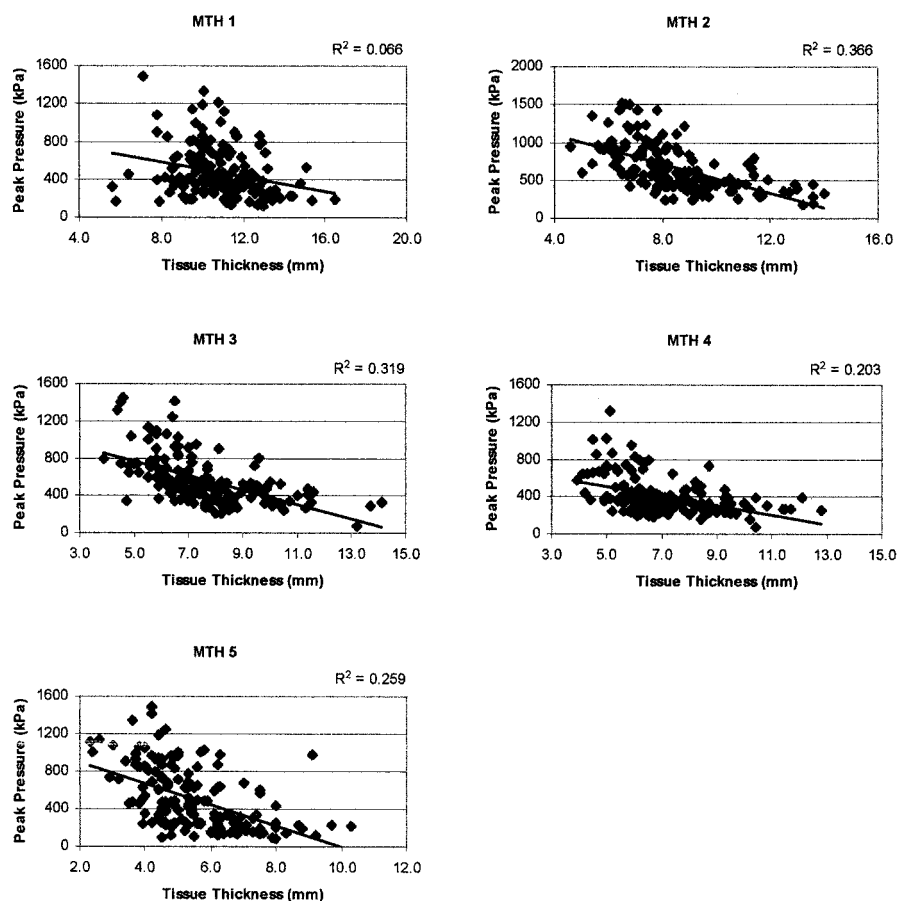 MTH 1
R² = 0.066
Peak Pressure (kPa)
1600
1200
800
400
0
4.0 8.0 12.0 16.0 20.0
Tissue Thickness (mm)
MTH 2
R² = 0.366
Peak Pressure (kPa)
2000
1500
1000
500
0
4.0 8.0 12.0 16.0
Tissue Thickness (mm)
MTH 3
R² = 0.319
Peak Pressure (kPa)
1600
1200
800
400
0
3.0 5.0 7.0 9.0 11.0 13.0 15.0
Tissue Thickness (mm)
MTH 4
R² = 0.203
Peak Pressure (kPa)
1600
1200
800
400
0
3.0 5.0 7.0 9.0 11.0 13.0 15.0
Tissue Thickness (mm)
MTH 5
R² = 0.259
Peak Pressure (kPa)
1600
1200
800
400
0
2.0 4.0 6.0 8.0 10.0 12.0
Tissue Thickness (mm)